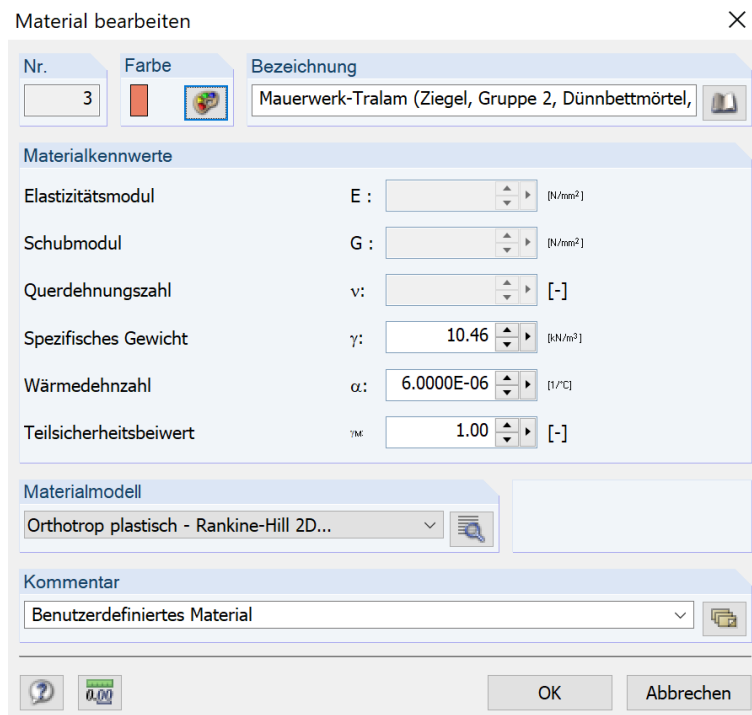 Material bearbeiten
Nr. Farbe Bezeichnung
3 Mauerwerk-Tralam (Ziegel, Gruppe 2, Dünnbettmörtel,
Materialkennwerte
Elastizitätsmodul E : [N/mm²]
Schubmodul G : [N/mm²]
Querdehnungszahl ν: [-]
Spezifisches Gewicht γ: 10.46 [kN/m³]
Wärmedehnzahl α: 6.0000E-06 [1/°C]
Teilsicherheitsbeiwert γM: 1.00 [-]
Materialmodell
Orthotrop plastisch - Rankine-Hill 2D...
Kommentar
Benutzerdefiniertes Material
0.00 OK Abbrechen